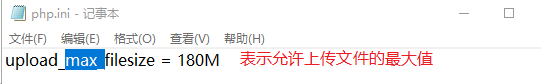 php.ini - 记事本
文件(F) 编辑(E) 格式(O) 查看(V) 帮助(H)
upload_max_filesize = 180M 表示允许上传文件的最大值